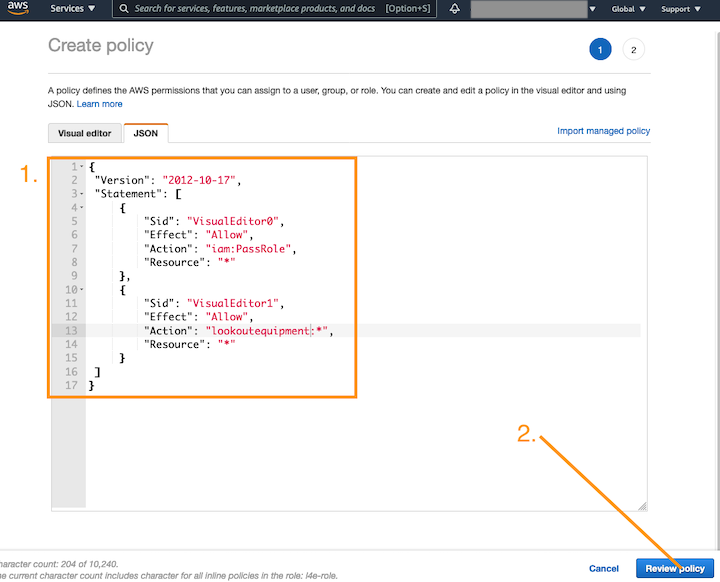 aws
Services ▼
Search for services, features, marketplace products, and docs [Option+S]
Global ▼
Support ▼
Create policy
1
2
A policy defines the AWS permissions that you can assign to a user, group, or role. You can create and edit a policy in the visual editor and using
JSON. Learn more
Visual editor
JSON
Import managed policy
1.
1 {
2 "Version": "2012-10-17",
3 "Statement": [
4 {
5 "Sid": "VisualEditor0",
6 "Effect": "Allow",
7 "Action": "iam:PassRole",
8 "Resource": "*"
9 },
10 {
11 "Sid": "VisualEditor1",
12 "Effect": "Allow",
13 "Action": "lookoutequipment:*",
14 "Resource": "*"
15 }
16 ]
17 }
2.
haracter count: 204 of 10,240.
he current character count includes character for all inline policies in the role: l4e-role.
Cancel
Review policy